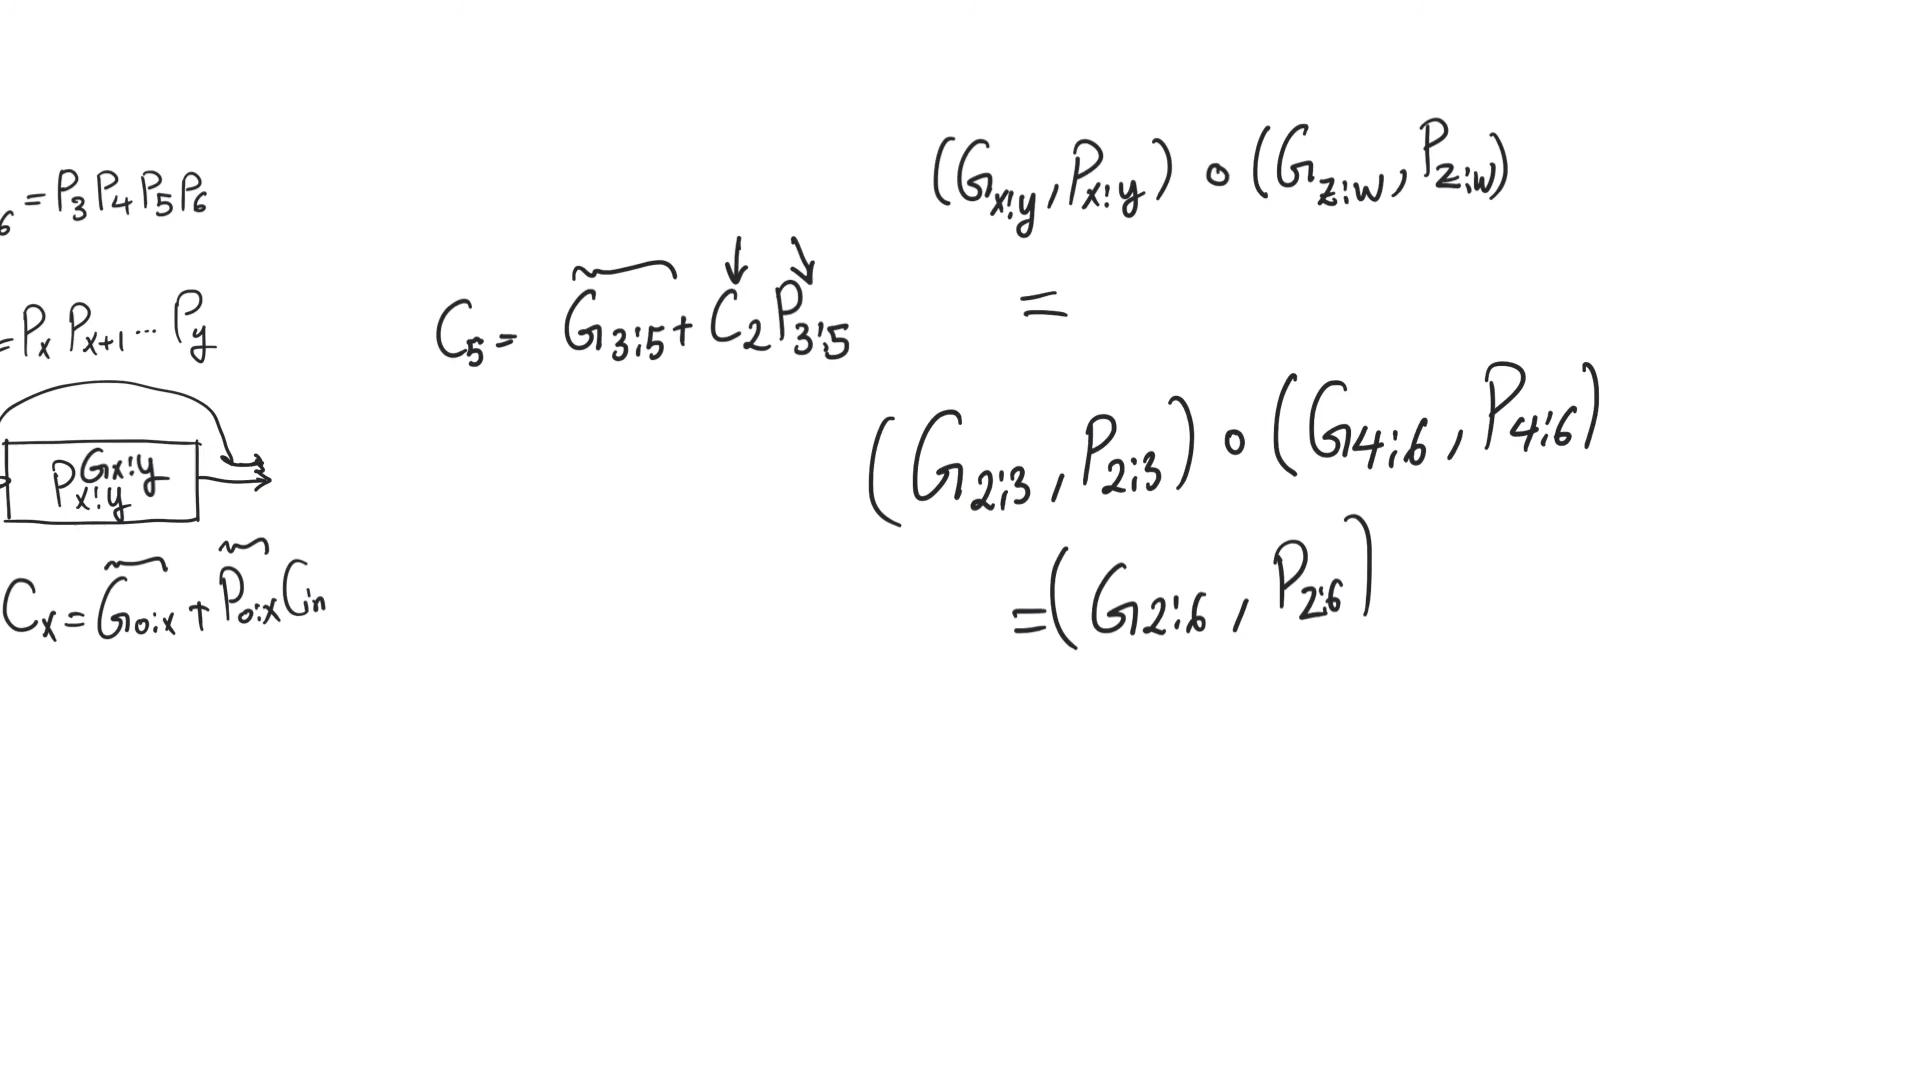 6 = P3 P4 P5 P6
= Px Px+1 ... Py
Gx:y
Px:y
Cx = G0:x + P0:x Cin
C5 = G3:5 + C2 P3:5
(Gx:y, Px:y) ∘ (Gz:w, Pz:w)
=
(G2:3, P2:3) ∘ (G4:6, P4:6)
= (G2:6, P2:6)